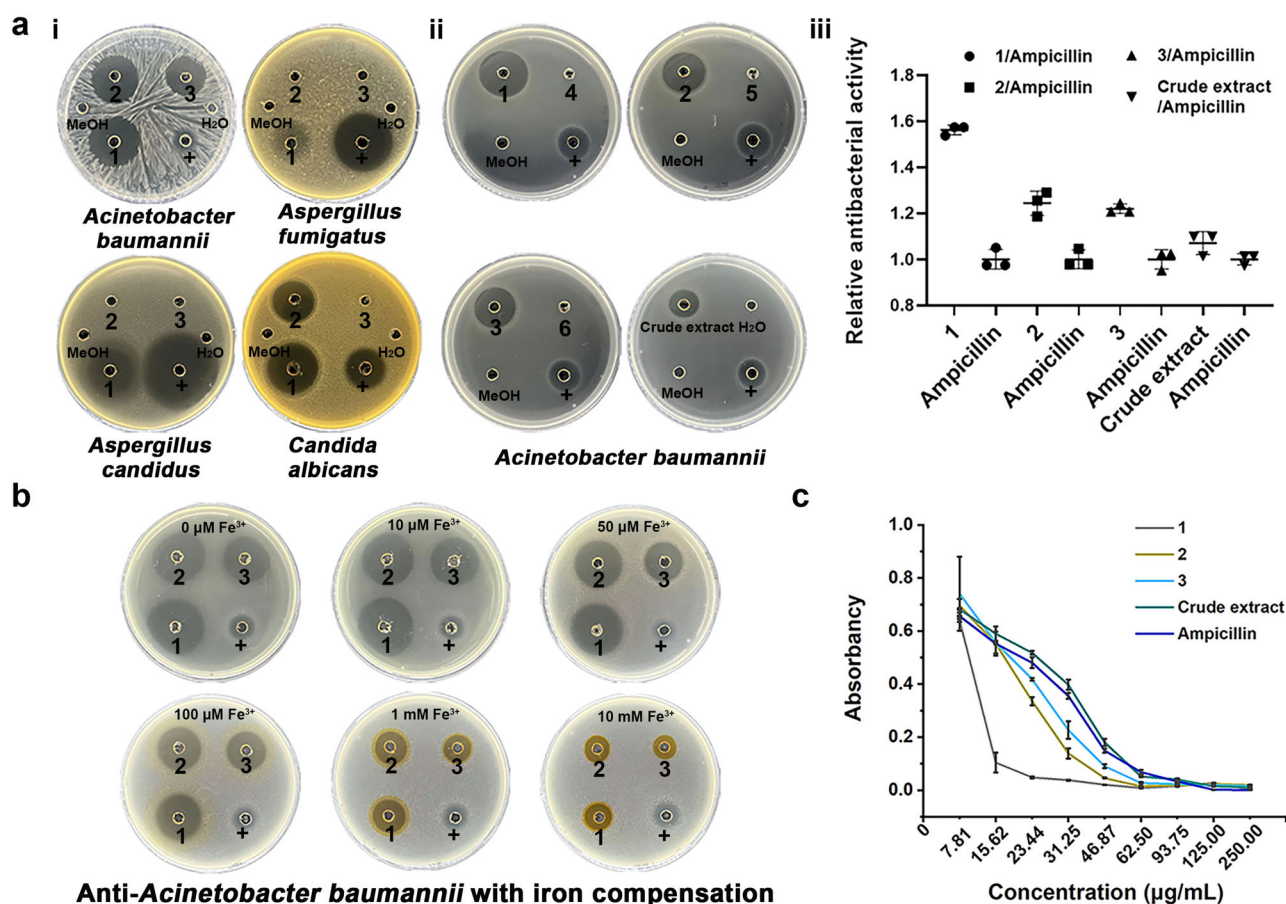 a
i
2
3
MeOH
H₂O
1
+
Acinetobacter
baumannii
2
3
MeOH
H₂O
1
+
Aspergillus
fumigatus
2
3
MeOH
H₂O
1
+
Aspergillus
candidus
2
3
MeOH
H₂O
1
+
Candida
albicans
ii
1
4
MeOH
+
2
5
MeOH
+
3
6
MeOH
+
Crude extract H₂O
MeOH
+
Acinetobacter baumannii
iii
1/Ampicillin
2/Ampicillin
3/Ampicillin
Crude extract
/Ampicillin
Relative antibacterial activity
1.8
1.6
1.4
1.2
1.0
0.8
1
Ampicillin
2
Ampicillin
3
Ampicillin
Crude extract
Ampicillin
b
0 µM Fe³⁺
2
3
1
+
10 µM Fe³⁺
2
3
1
+
50 µM Fe³⁺
2
3
1
+
100 µM Fe³⁺
2
3
1
+
1 mM Fe³⁺
2
3
1
+
10 mM Fe³⁺
2
3
1
+
Anti-Acinetobacter baumannii with iron compensation
c
1
2
3
Crude extract
Ampicillin
Absorbancy
1.0
0.8
0.6
0.4
0.2
0.0
0
7.81
15.62
23.44
31.25
46.87
62.50
93.75
125.00
250.00
Concentration (µg/mL)